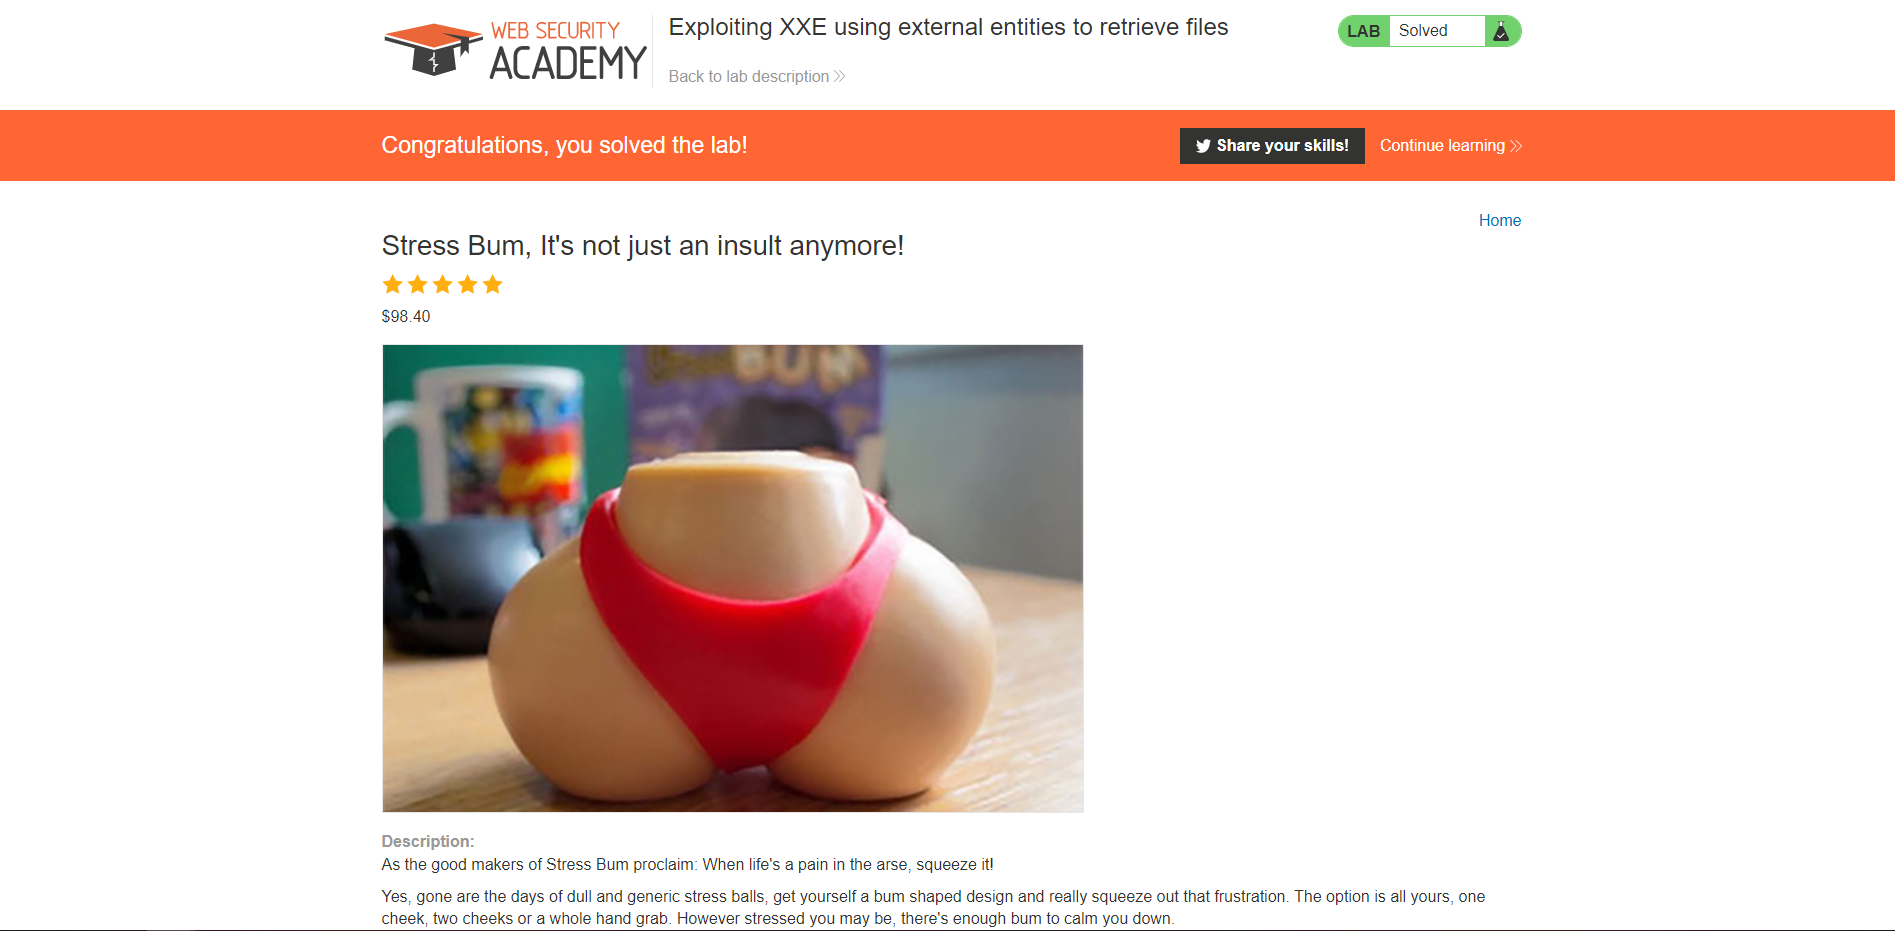 WEB SECURITY
ACADEMY
Exploiting XXE using external entities to retrieve files
Back to lab description
LAB Solved
Congratulations, you solved the lab!
Share your skills!
Continue learning
Home
Stress Bum, It's not just an insult anymore!
$98.40
BUM
Description:
As the good makers of Stress Bum proclaim: When life's a pain in the arse, squeeze it!
Yes, gone are the days of dull and generic stress balls, get yourself a bum shaped design and really squeeze out that frustration. The option is all yours, one
cheek, two cheeks or a whole hand grab. However stressed you may be, there's enough bum to calm you down.